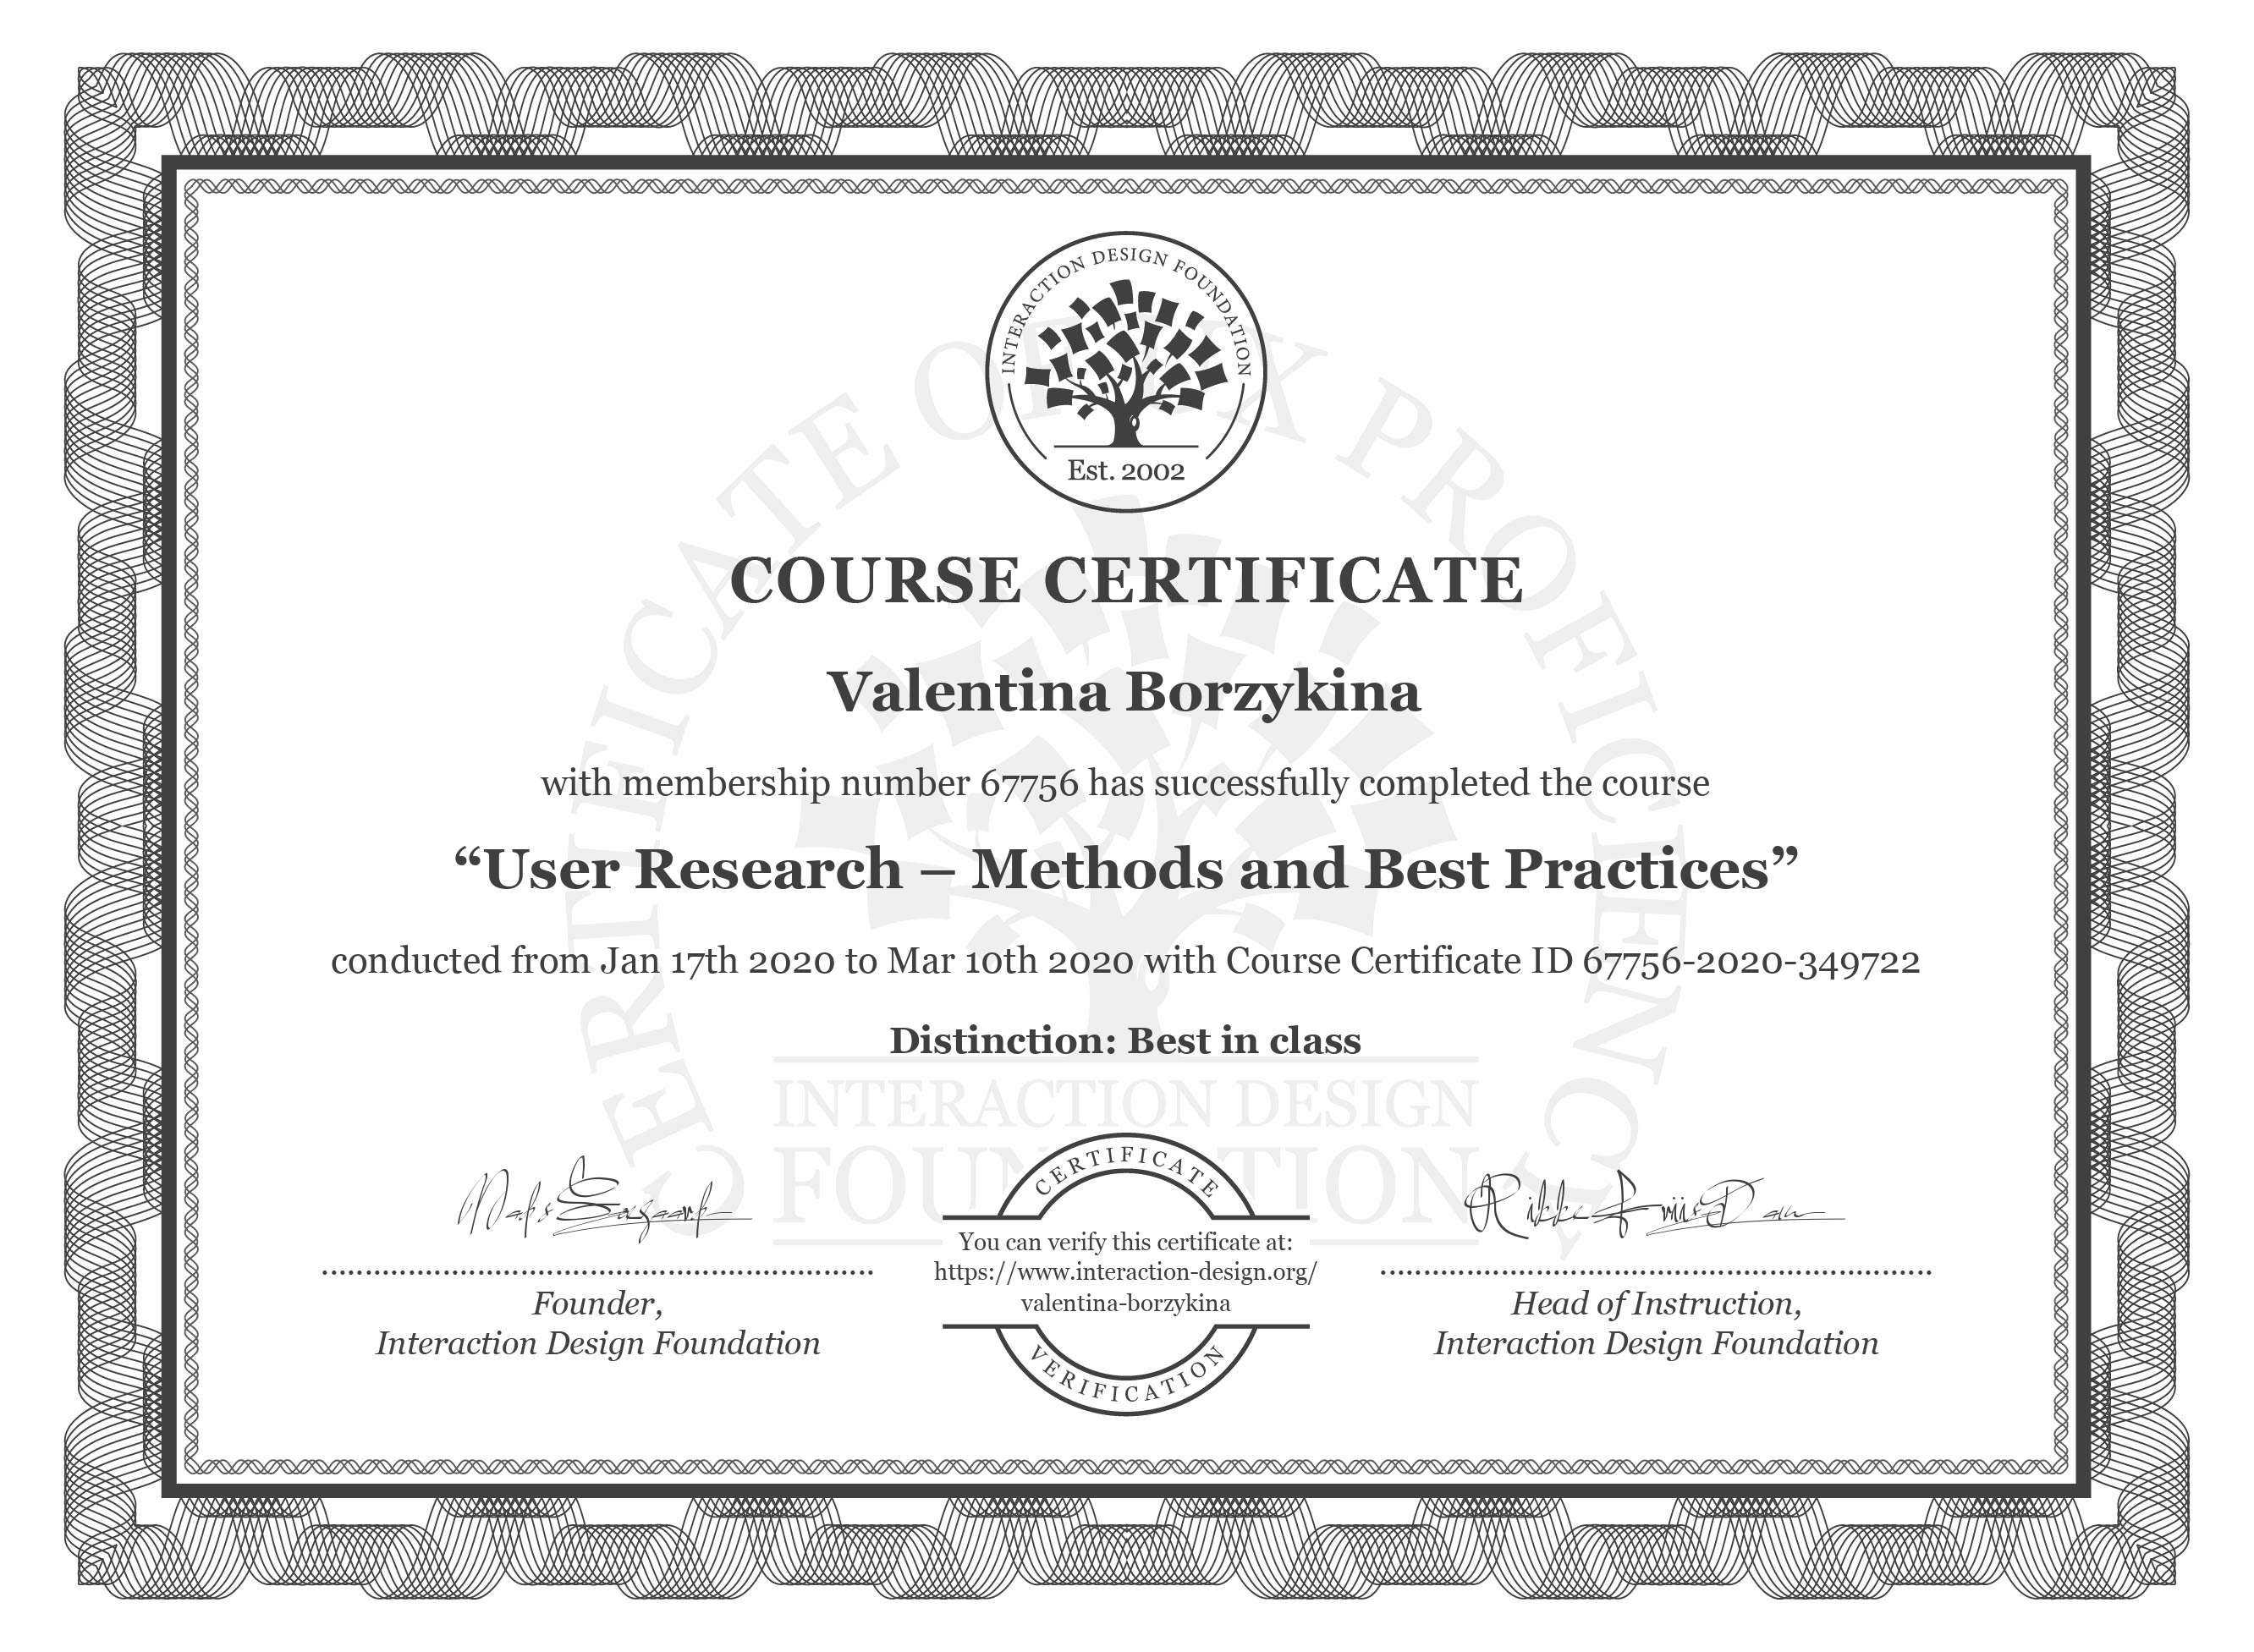 INTERACTION DESIGN FOUNDATION
Est. 2002
CERTIFICATE OF UX PROFICIENCY
COURSE CERTIFICATE
Valentina Borzykina
with membership number 67756 has successfully completed the course
“User Research – Methods and Best Practices”
conducted from Jan 17th 2020 to Mar 10th 2020 with Course Certificate ID 67756-2020-349722
Distinction: Best in class
INTERACTION DESIGN
FOUNDATION
Founder,
Interaction Design Foundation
CERTIFICATE
You can verify this certificate at:
https://www.interaction-design.org/
valentina-borzykina
VERIFICATION
Rikke Friis Dam
Head of Instruction,
Interaction Design Foundation